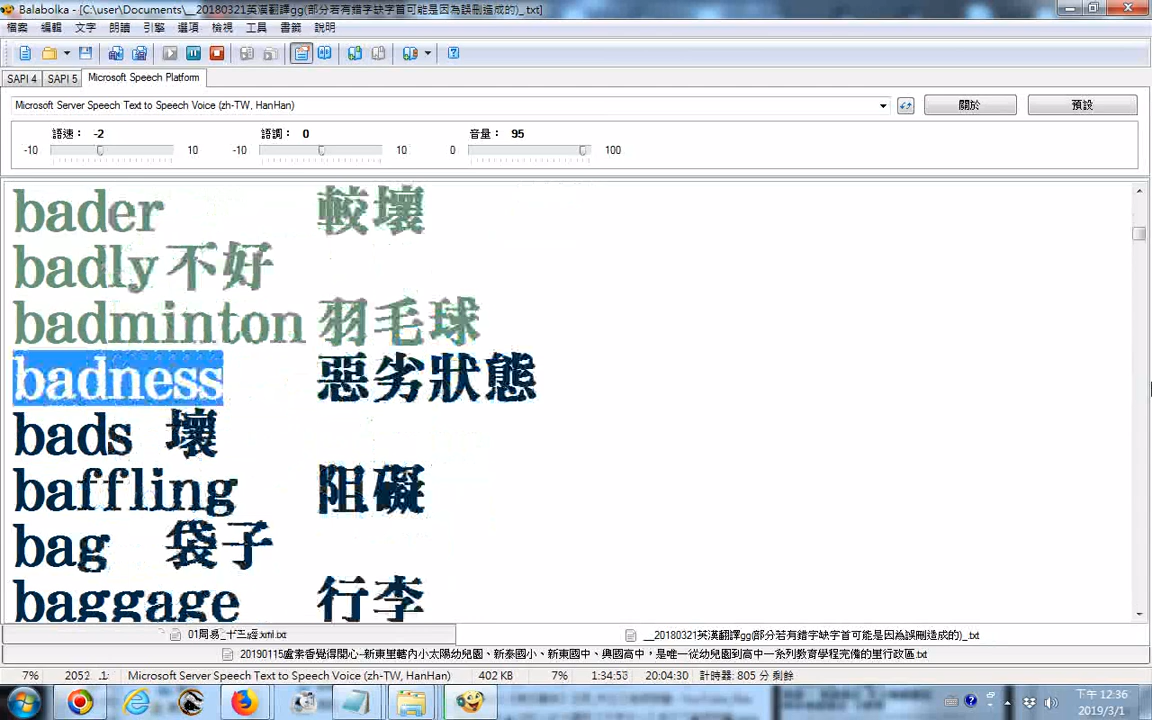 Balabolka - [C:\user\Documents\__20180321英漢翻譯gg(部分若有錯字缺字首可能是因為誤刪造成的)_.txt]
檔案 編輯 文字 朗讀 引擎 選項 檢視 工具 書籤 說明
SAPI 4 SAPI 5 Microsoft Speech Platform
Microsoft Server Speech Text to Speech Voice (zh-TW, HanHan) 關於 預設
語速： -2 語調： 0 音量： 95
-10 10 -10 10 0 100
bader 較壞
badly 不好
badminton 羽毛球
badness 惡劣狀態
bads 壞
baffling 阻礙
bag 袋子
baggage 行李
__20180321英漢翻譯gg(部分若有錯字缺字首可能是因為誤刪造成的)_.txt
20190115盧素香覺得開心-新東里轄內小太陽幼兒園、新泰國小、新東國中、興國高中，是唯一從幼兒園到高中一系列教育學程完備的里行政區.txt
7% Microsoft Server Speech Text to Speech Voice (zh-TW, HanHan) 402 KB 7% 1:34:53 20:04:30 計時器: 805 分 剩餘
下午 12:36
2019/3/1